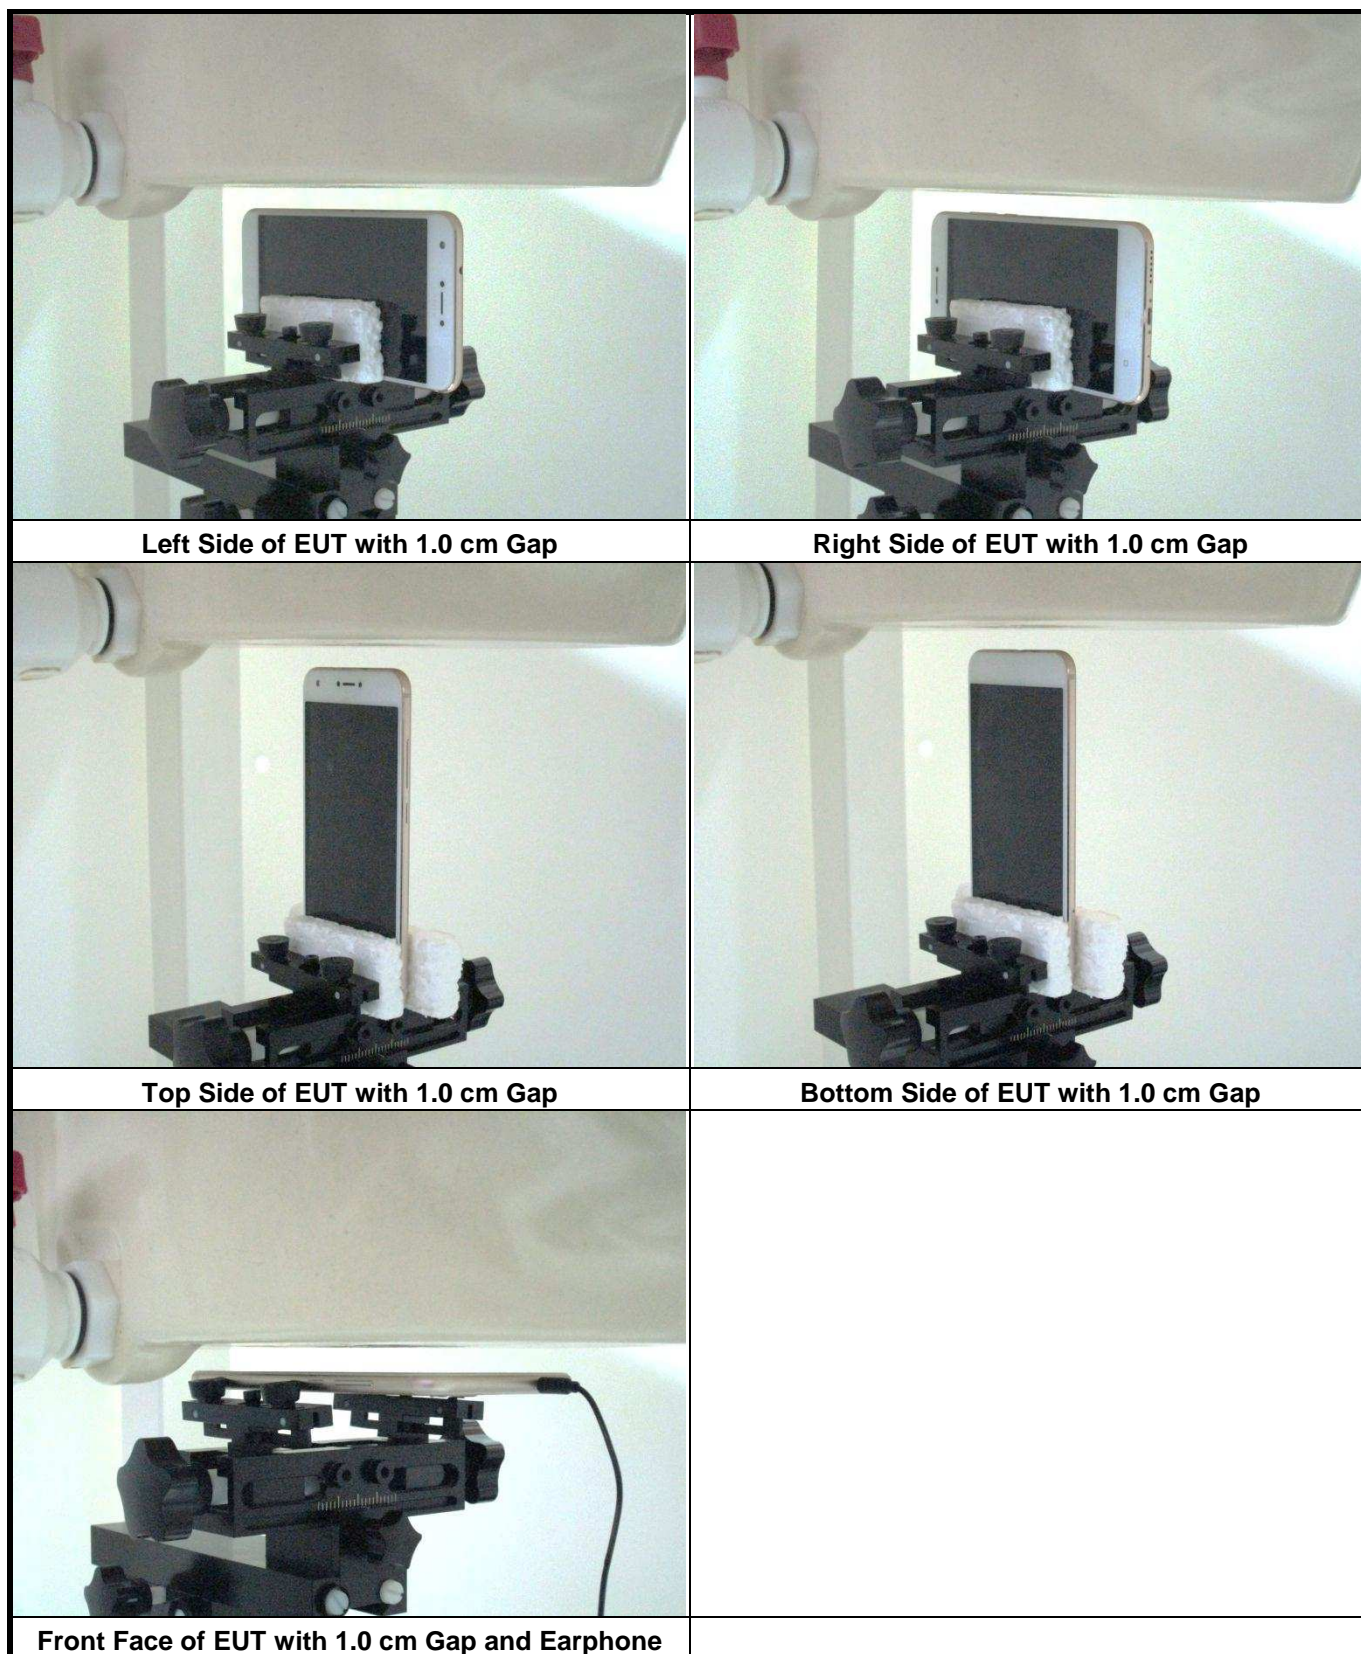 Left Side of EUT with 1.0 cm Gap
Right Side of EUT with 1.0 cm Gap
Top Side of EUT with 1.0 cm Gap
Bottom Side of EUT with 1.0 cm Gap
Front Face of EUT with 1.0 cm Gap and Earphone